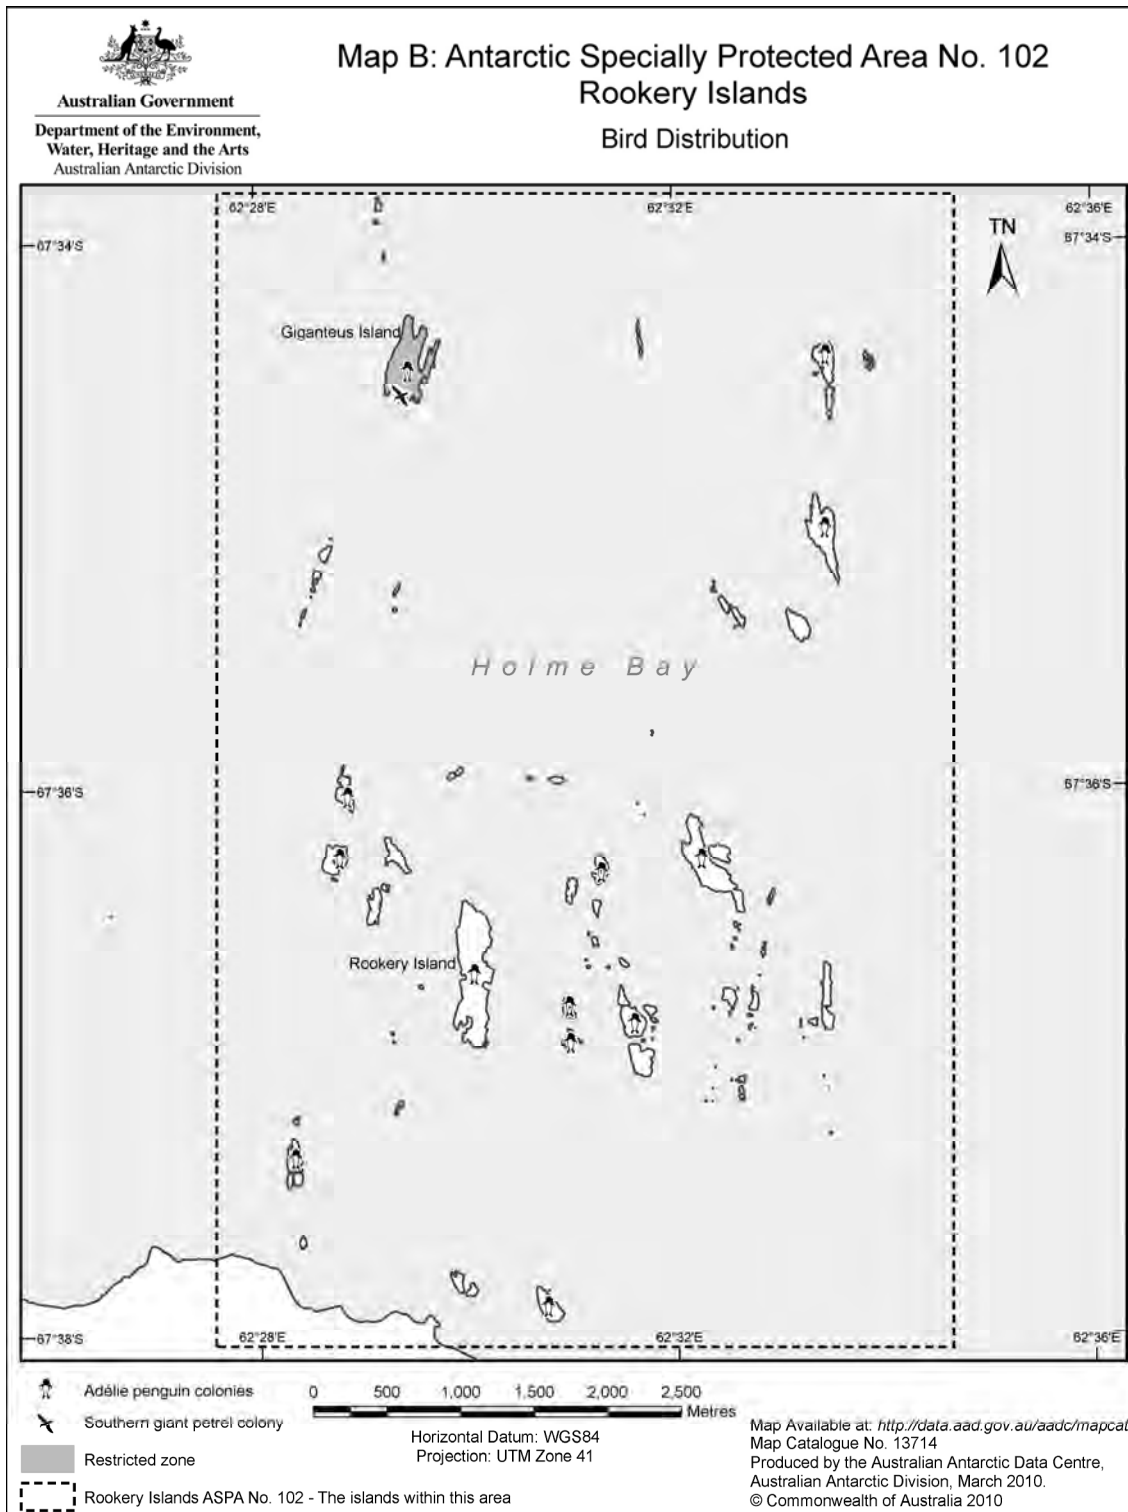 Australian Government
Department of the Environment,
Water, Heritage and the Arts
Australian Antarctic Division
Map B: Antarctic Specially Protected Area No. 102
Rookery Islands
Bird Distribution
62°28'E
62°32'E
62°36'E
67°34'S
67°34'S
TN
Giganteus Island
Holme Bay
67°36'S
67°36'S
Rookery Island
67°38'S
62°28'E
62°32'E
62°36'E
Adélie penguin colonies
Southern giant petrel colony
Restricted zone
Rookery Islands ASPA No. 102 - The islands within this area
0 500 1,000 1,500 2,000 2,500
Metres
Horizontal Datum: WGS84
Projection: UTM Zone 41
Map Available at: http://data.aad.gov.au/aadc/mapcat
Map Catalogue No. 13714
Produced by the Australian Antarctic Data Centre,
Australian Antarctic Division, March 2010.
© Commonwealth of Australia 2010